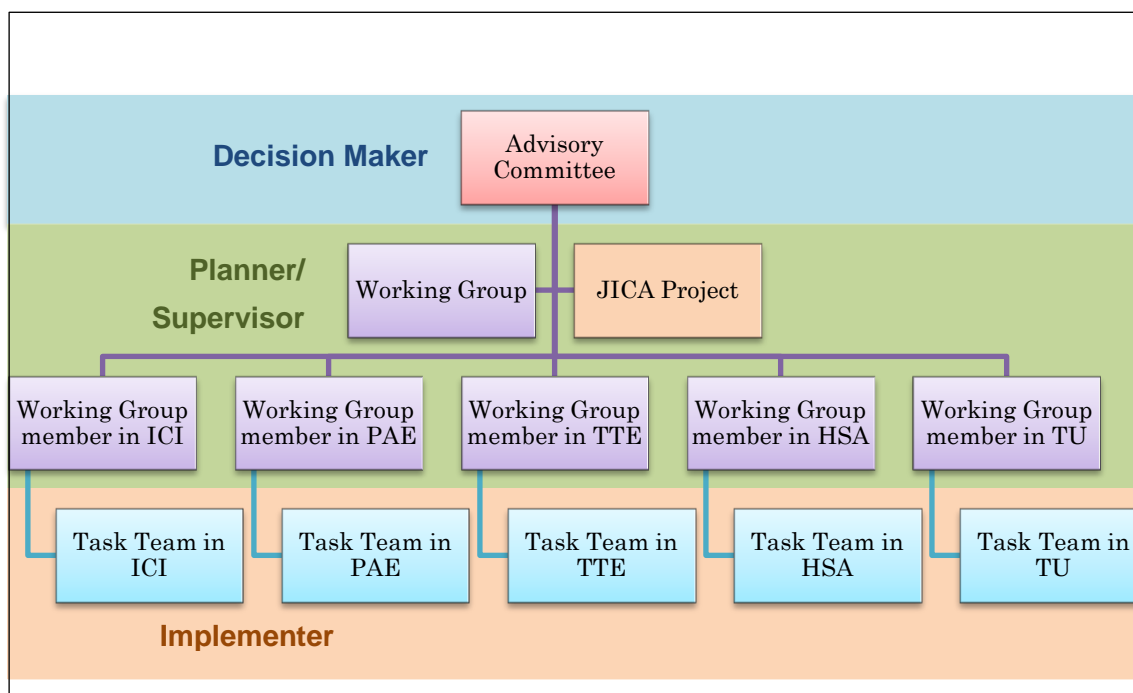 Decision Maker
Advisory
Committee
Planner/
Supervisor
Working Group
JICA Project
Working Group
member in ICI
Working Group
member in PAE
Working Group
member in TTE
Working Group
member in HSA
Working Group
member in TU
Task Team in
ICI
Task Team in
PAE
Task Team in
TTE
Task Team in
HSA
Task Team in
TU
Implementer